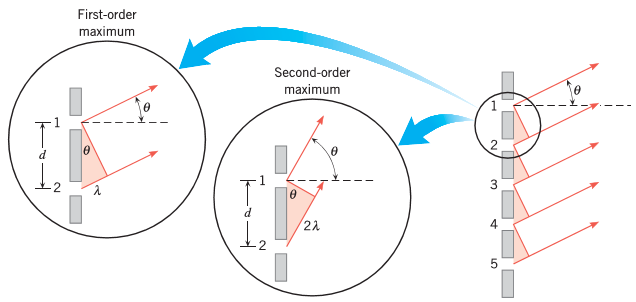 First-order
maximum
θ
1
d
θ
2
λ
Second-order
maximum
θ
1
θ
d
2λ
2
θ
1
2
3
4
5